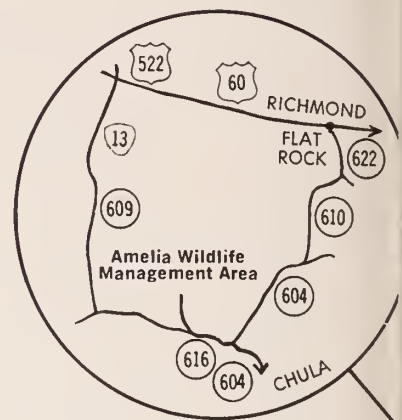 522
60
RICHMOND
FLAT
ROCK
622
13
609
610
Amelia Wildlife
Management Area
604
616
604
CHULA